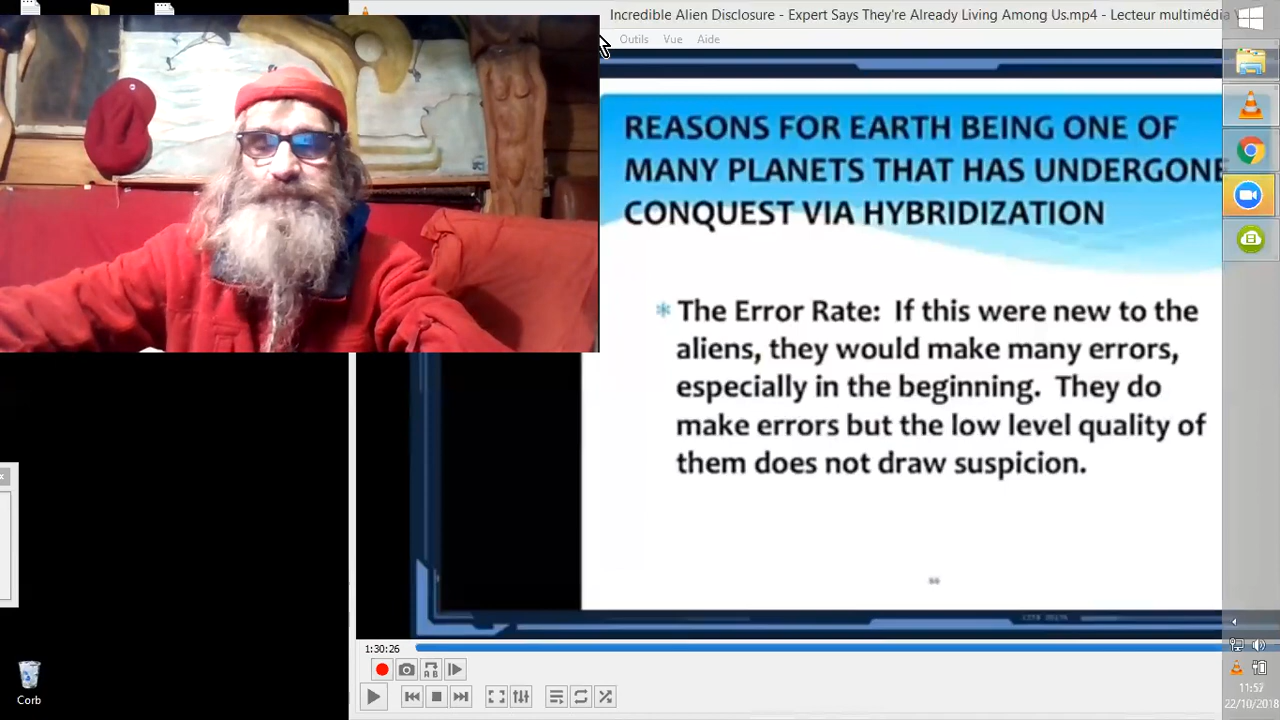 Incredible Alien Disclosure - Expert Says They're Already Living Among Us.mp4 - Lecteur multimédia
Outils Vue Aide
REASONS FOR EARTH BEING ONE OF
MANY PLANETS THAT HAS UNDERGONE
CONQUEST VIA HYBRIDIZATION
The Error Rate: If this were new to the
aliens, they would make many errors,
especially in the beginning. They do
make errors but the low level quality of
them does not draw suspicion.
1:30:26
Corb
11:57
22/10/2018